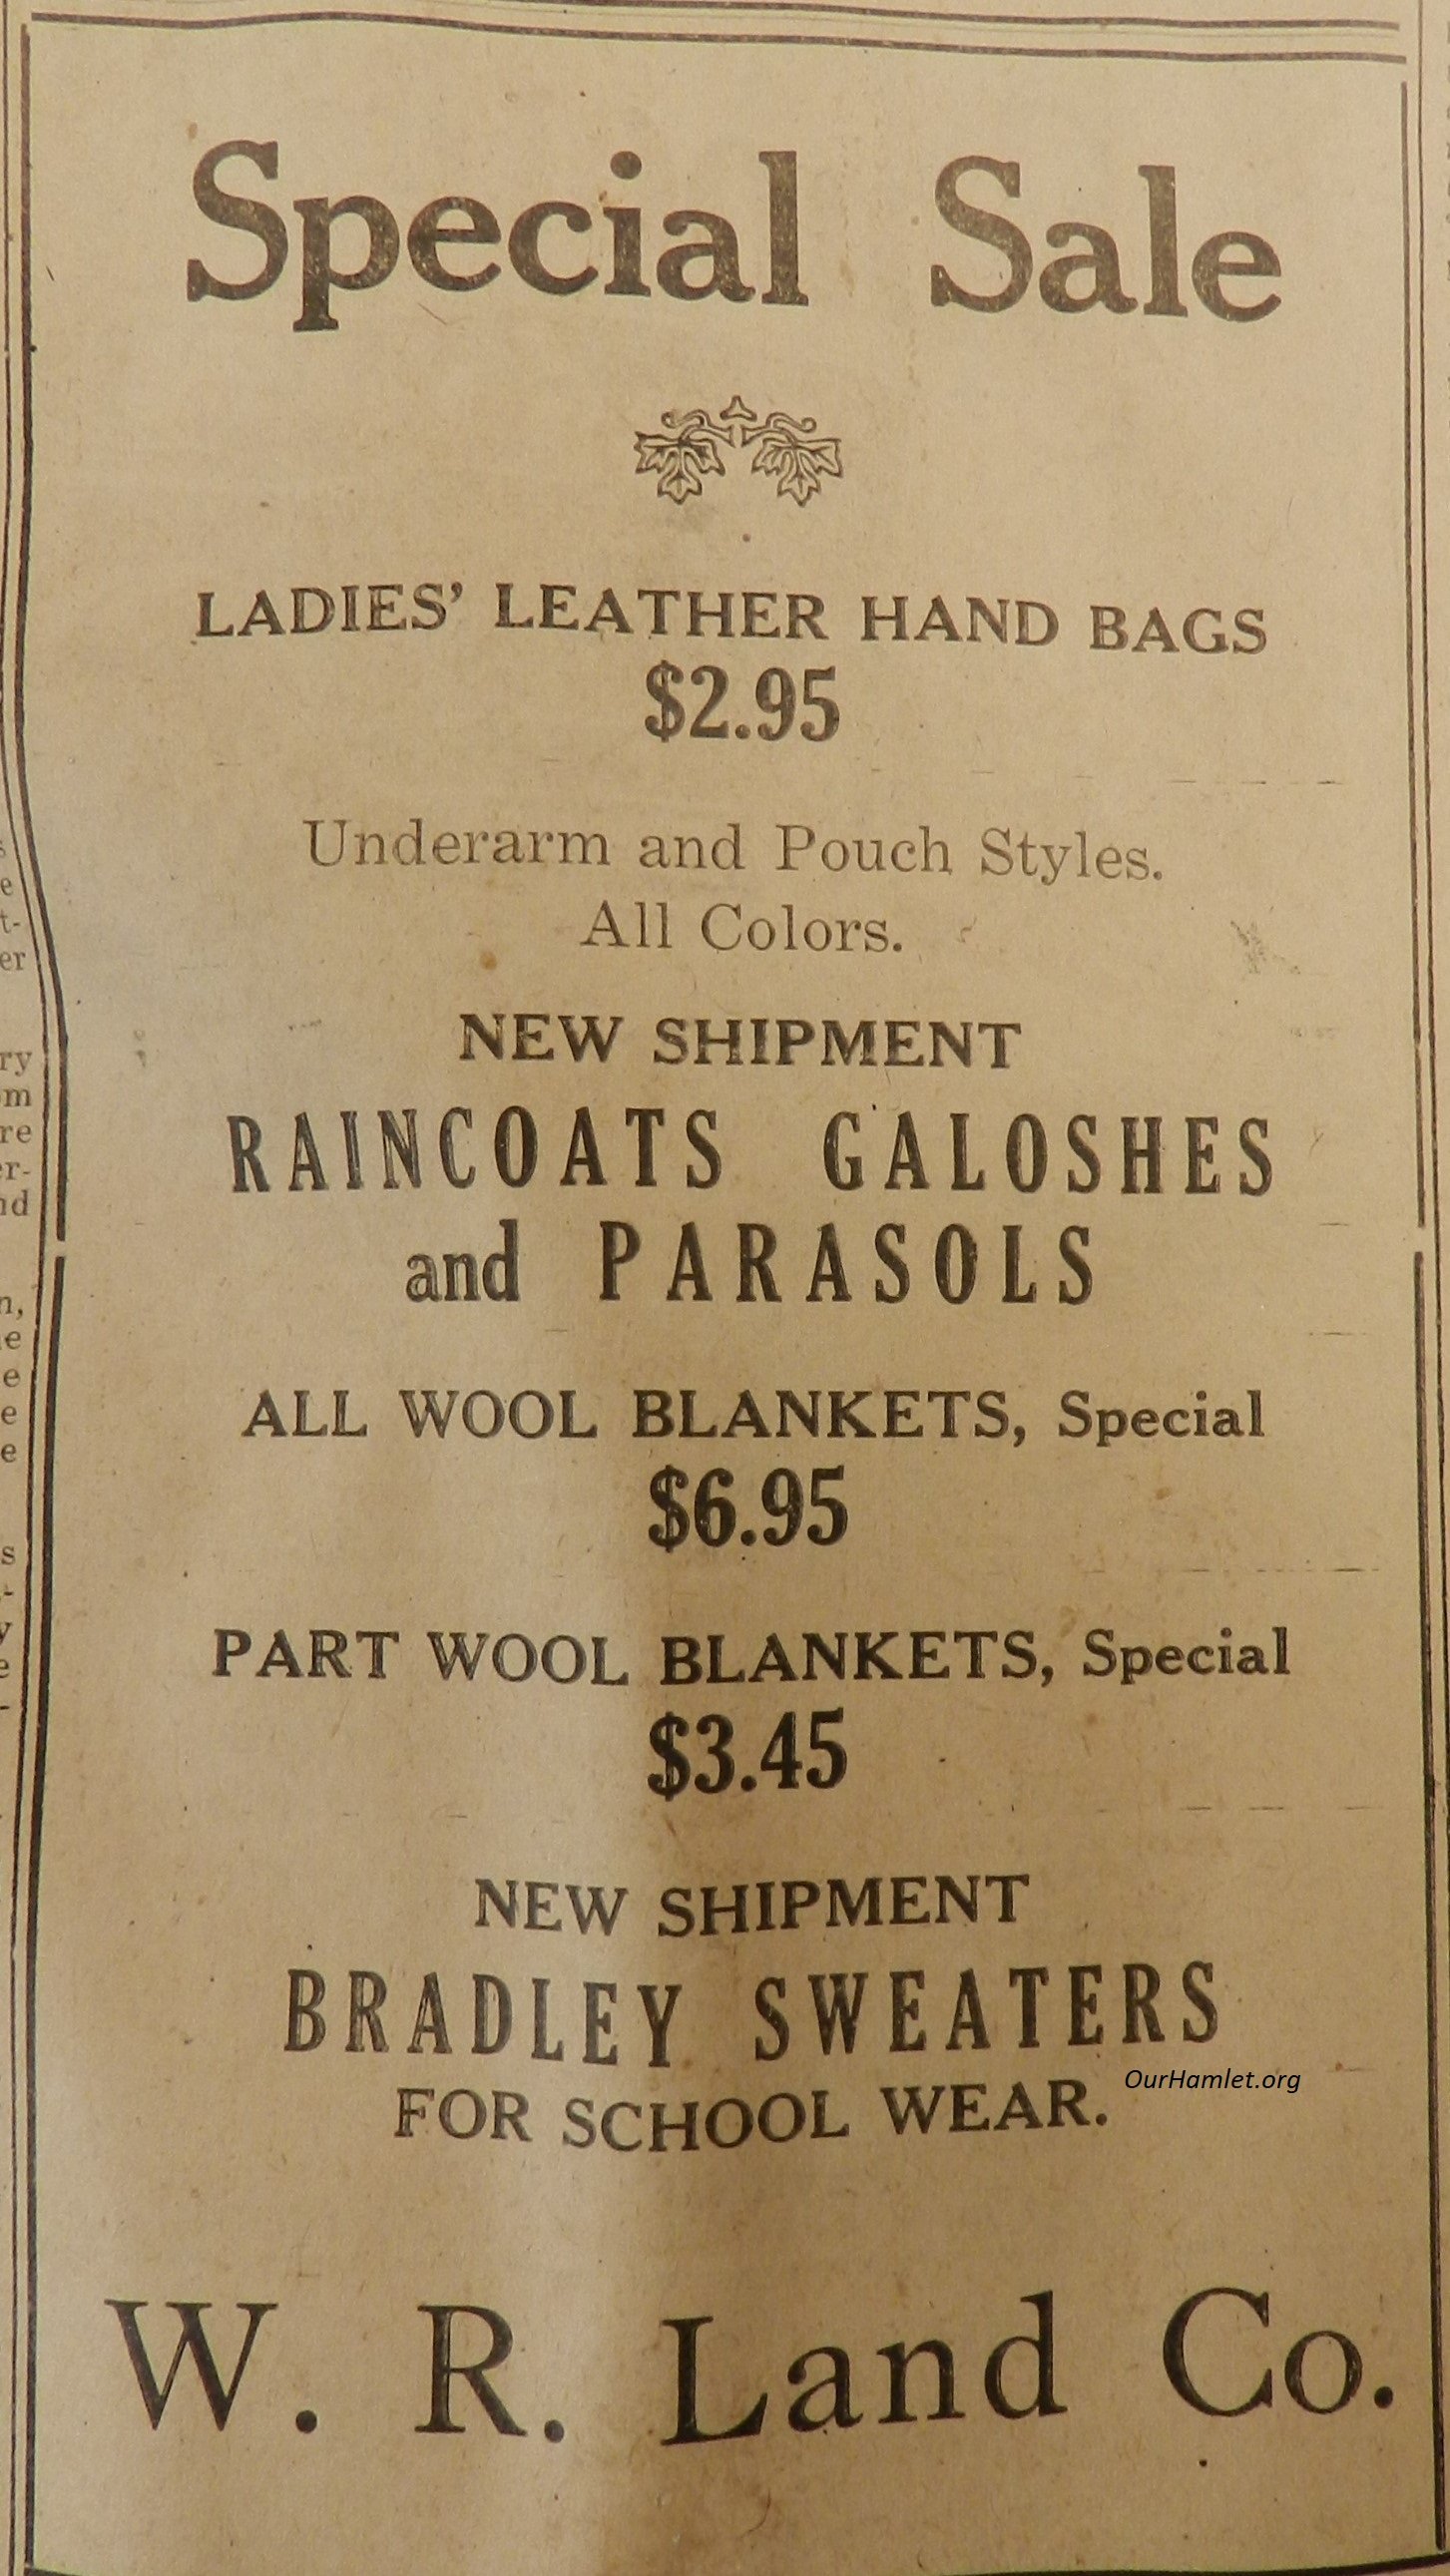 Special Sale
LADIES' LEATHER HAND BAGS
$2.95
Underarm and Pouch Styles.
All Colors.
NEW SHIPMENT
RAINCOATS GALOSHES
and PARASOLS
ALL WOOL BLANKETS, Special
$6.95
PART WOOL BLANKETS, Special
$3.45
NEW SHIPMENT
BRADLEY SWEATERS
OurHamlet.org
FOR SCHOOL WEAR.
W. R. Land Co.